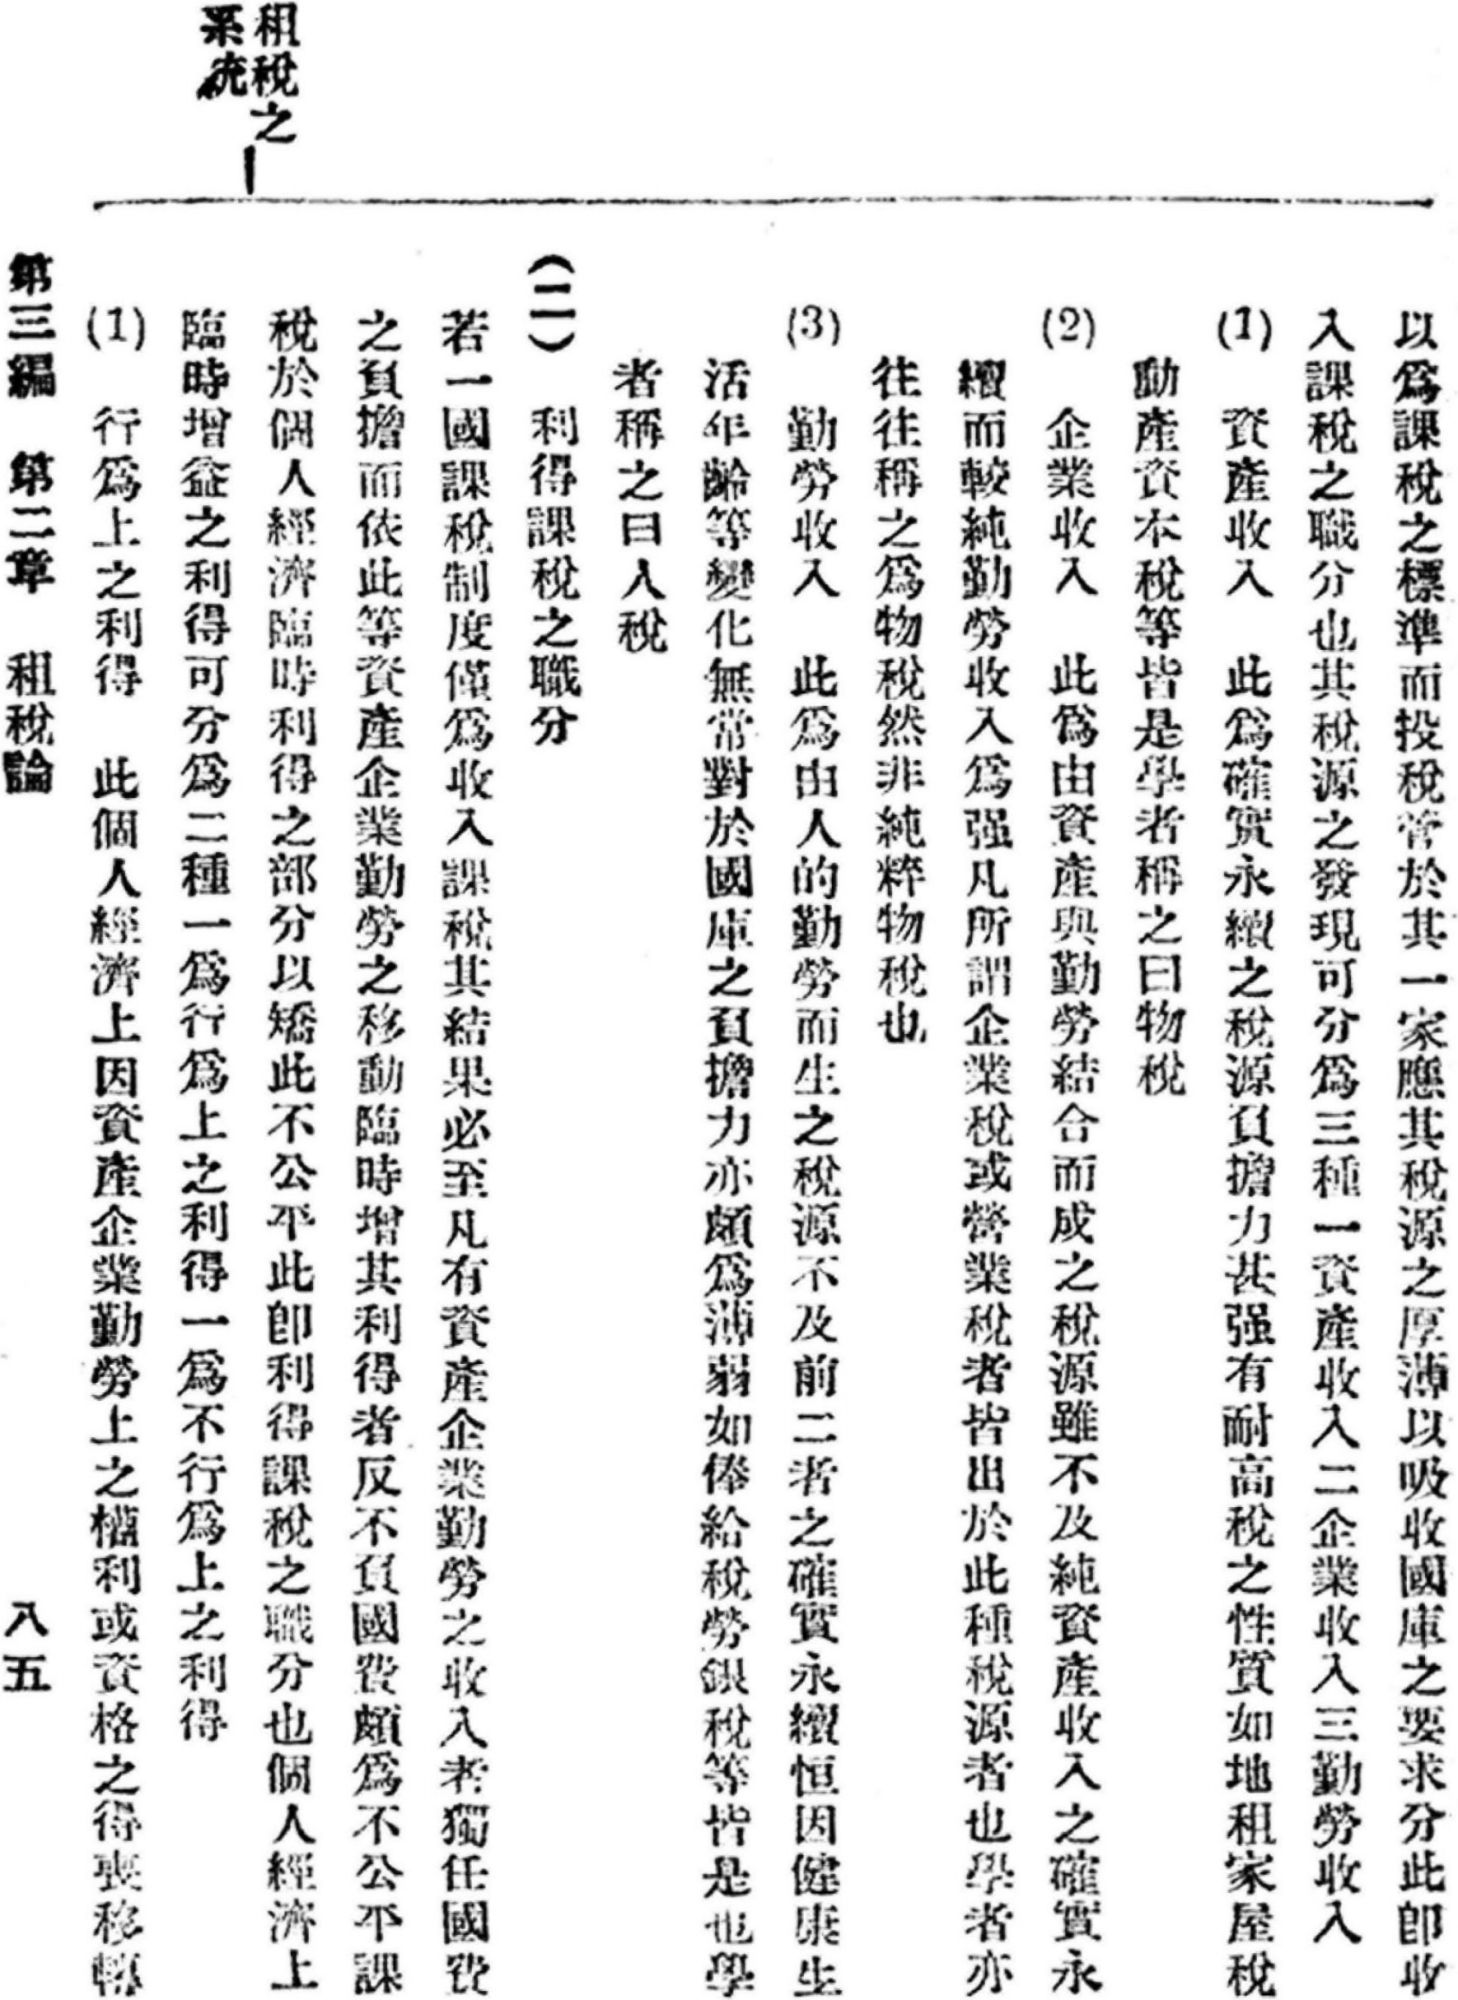 租稅之
系統
以爲課稅之標準而投稅管於其一家應其稅源之厚薄以吸收國庫之要求分此卽收
入課稅之職分也其稅源之發現可分爲三種一資產收入二企業收入三勤勞收入
(1) 資產收入 此爲確實永續之稅源負擔力甚强有耐高稅之性質如地租家屋稅
動產資本稅等皆是學者稱之曰物稅
(2) 企業收入 此爲由資產與勤勞結合而成之稅源雖不及純資產收入之確實永
續而較純勤勞收入爲强凡所謂企業稅或營業稅者皆出於此種稅源者也學者亦
往往稱之爲物稅然非純粹物稅也
(3) 勤勞收入 此爲由人的勤勞而生之稅源不及前二者之確實永續恒因健康生
活年齡等變化無常對於國庫之負擔力亦頗爲薄弱如俸給稅勞銀稅等皆是也學
者稱之曰人稅
(二) 利得課稅之職分
若一國課稅制度僅爲收入課稅其結果必至凡有資產企業勤勞之收入者獨任國費
之負擔而依此等資產企業勤勞之移動臨時增其利得者反不負國費頗爲不公平課
稅於個人經濟臨時利得之部分以矯此不公平此卽利得課稅之職分也個人經濟上
臨時增益之利得可分爲二種一爲行爲上之利得一爲不行爲上之利得
(1) 行爲上之利得 此個人經濟上因資產企業勤勞上之權利或資格之得喪移轉
第三編 第二章 租稅論 八五